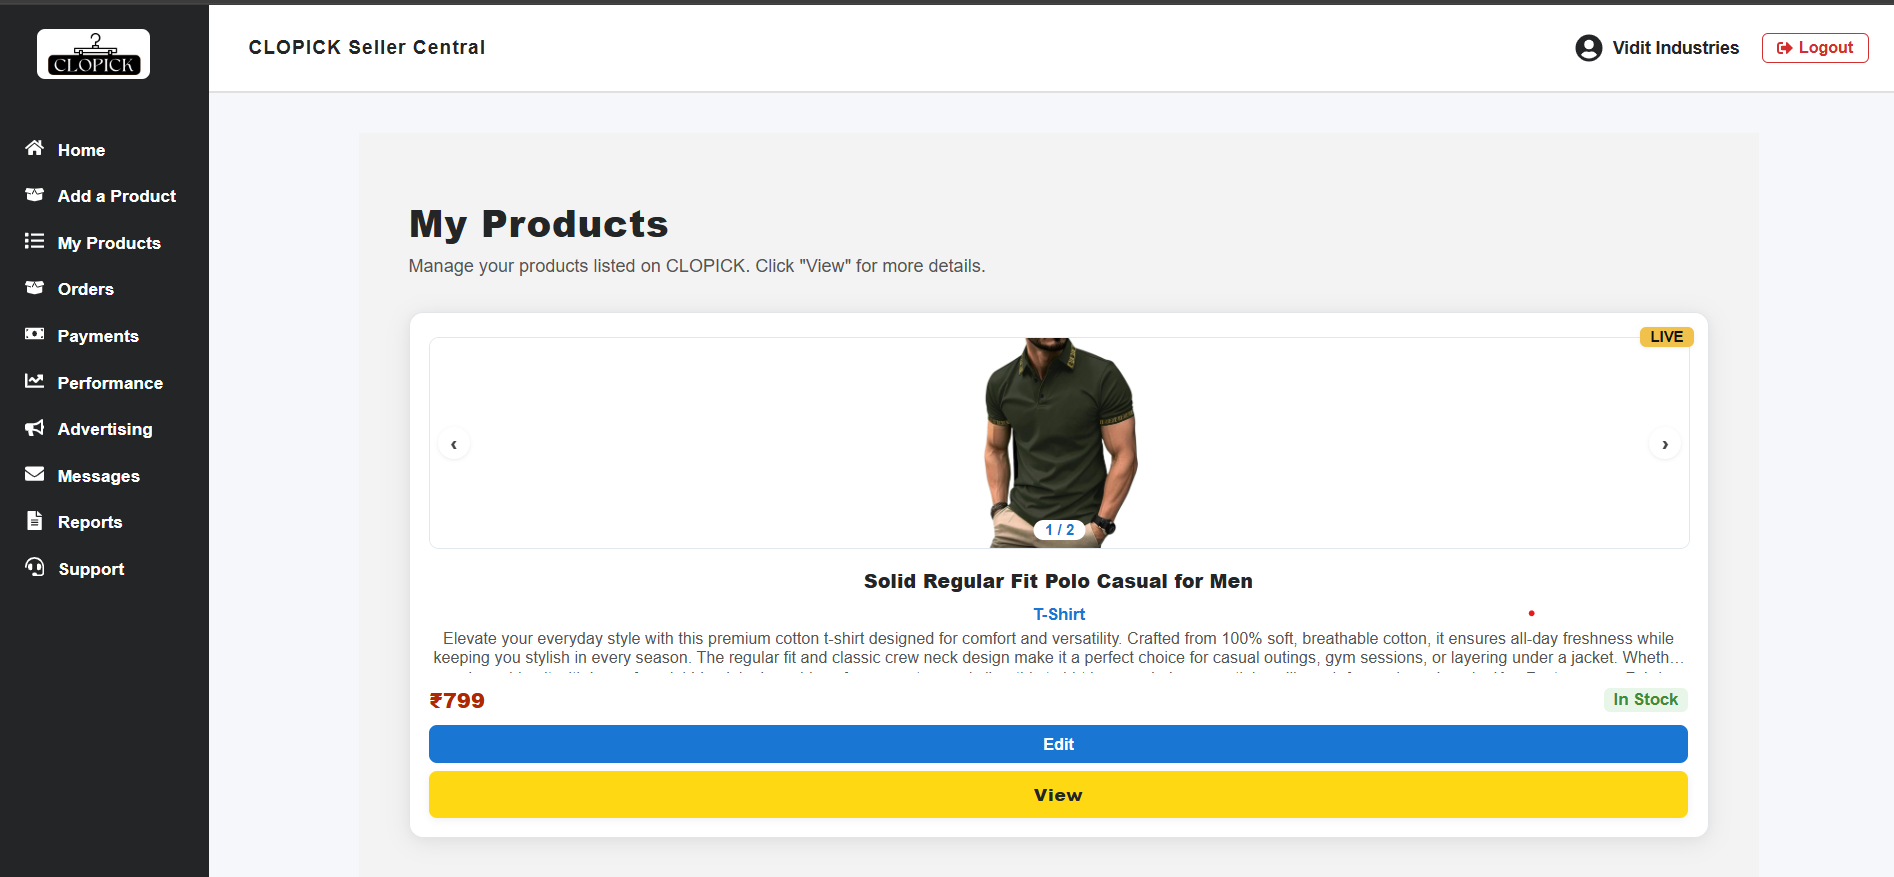 CLOPICK
CLOPICK Seller Central
Vidit Industries
Logout
Home
Add a Product
My Products
Orders
Payments
Performance
Advertising
Messages
Reports
Support
My Products
Manage your products listed on CLOPICK. Click "View" for more details.
LIVE
‹
›
1 / 2
Solid Regular Fit Polo Casual for Men
T-Shirt
Elevate your everyday style with this premium cotton t-shirt designed for comfort and versatility. Crafted from 100% soft, breathable cotton, it ensures all-day freshness while
keeping you stylish in every season. The regular fit and classic crew neck design make it a perfect choice for casual outings, gym sessions, or layering under a jacket. Wheth…
₹799
In Stock
Edit
View